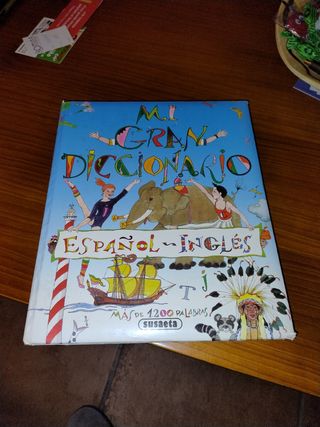 MI
GRAN
DICCIONARIO
ESPAÑOL-INGLÉS
T
J
MÁS DE 1200 PALABRAS
susaeta